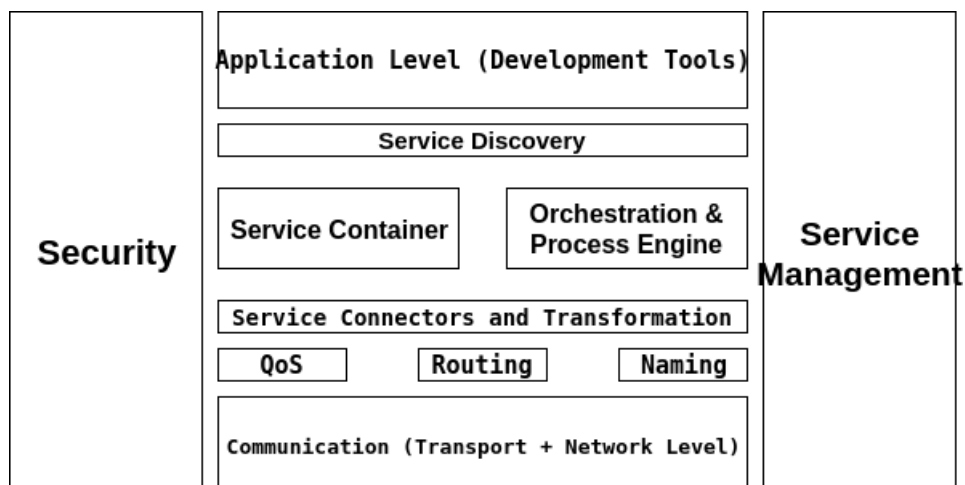 Application Level (Development Tools)
Service Discovery
Service Container
Orchestration &
Process Engine
Security
Service
Management
Service Connectors and Transformation
QoS
Routing
Naming
Communication (Transport + Network Level)